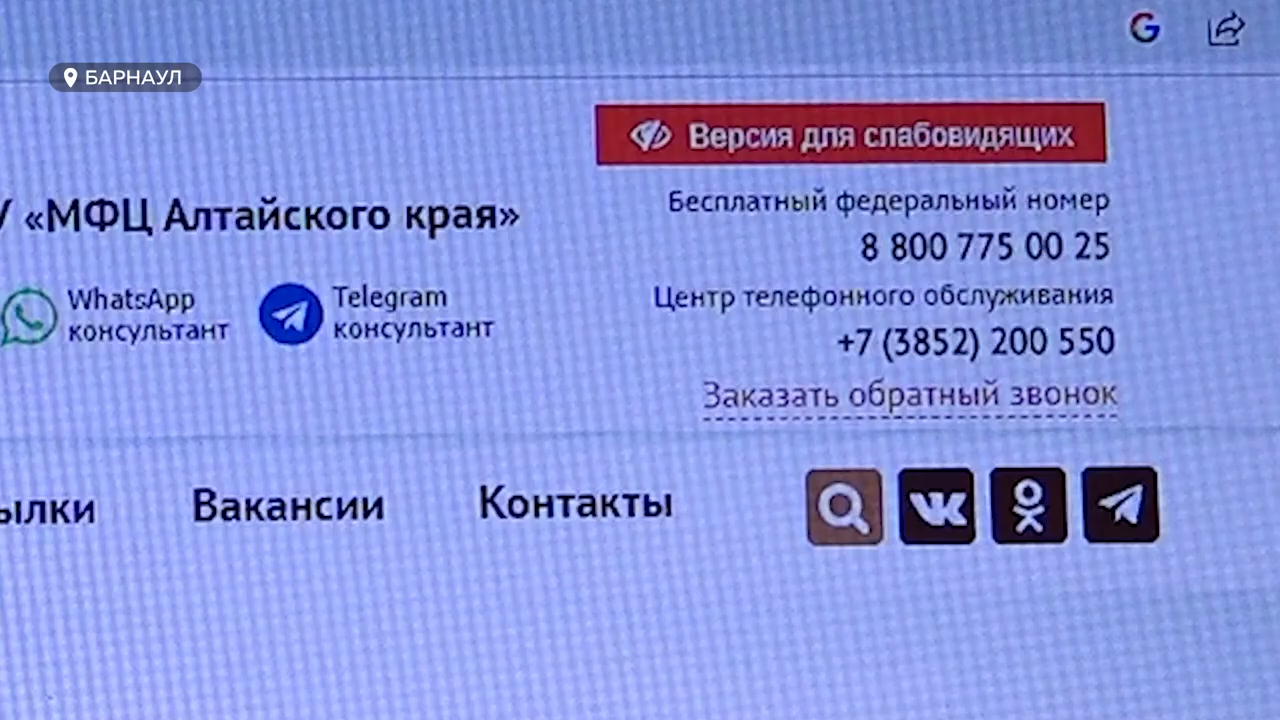 БАРНАУЛ
Версия для слабовидящих
Бесплатный федеральный номер
«МФЦ Алтайского края»
8 800 775 00 25
WhatsApp
консультант
Telegram
консультант
Центр телефонного обслуживания
+7 (3852) 200 550
Заказать обратный звонок
Вакансии
Контакты